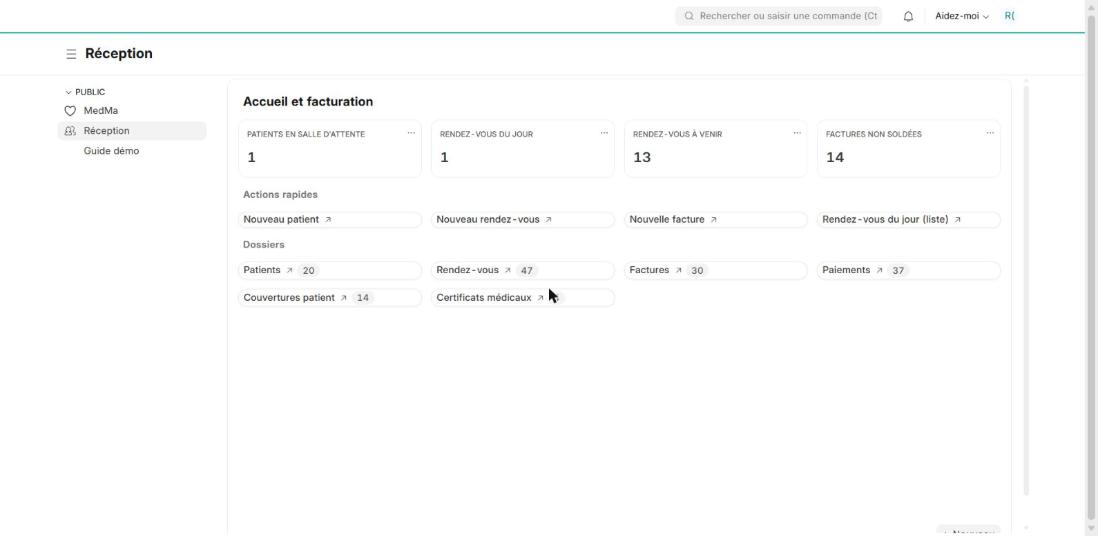 Rechercher ou saisir une commande (Ct
Aidez-moi
R(
Réception
PUBLIC
MedMa
Réception
Guide démo
Accueil et facturation
PATIENTS EN SALLE D'ATTENTE
1
RENDEZ-VOUS DU JOUR
1
RENDEZ-VOUS À VENIR
13
FACTURES NON SOLDÉES
14
Actions rapides
Nouveau patient
Nouveau rendez-vous
Nouvelle facture
Rendez-vous du jour (liste)
Dossiers
Patients 20
Rendez-vous 47
Factures 30
Paiements 37
Couvertures patient 14
Certificats médicaux